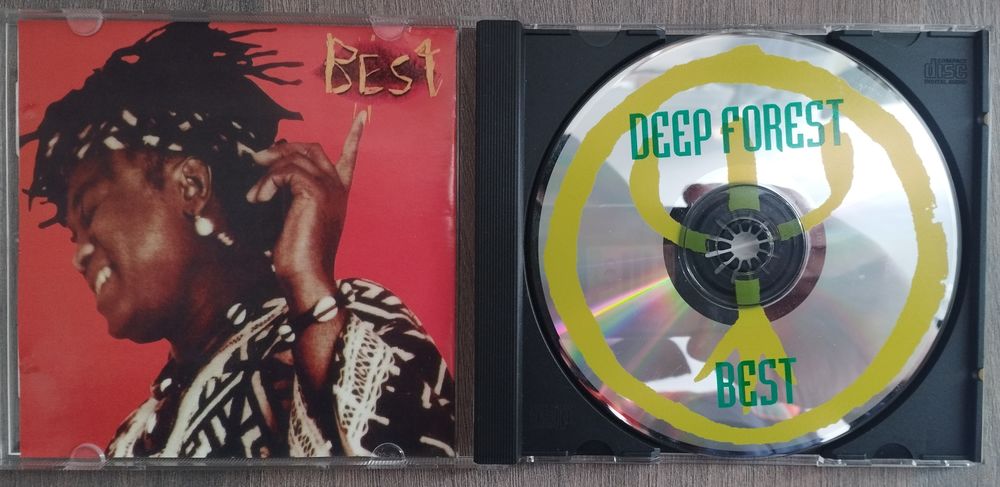 BEST
DEEP FOREST
BEST
COMPACT
disc
DIGITAL AUDIO